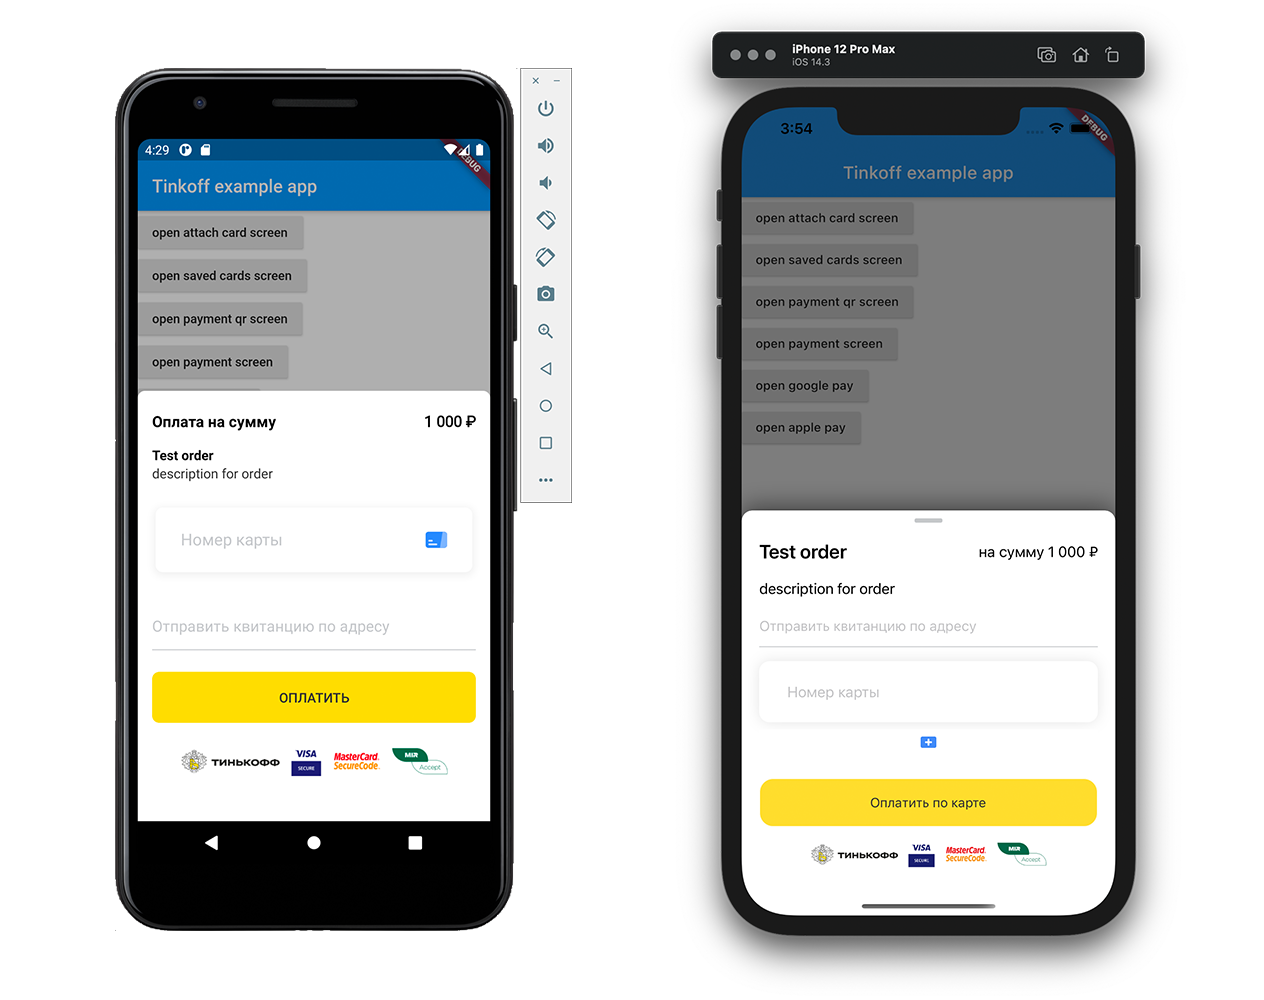 4:29
DEBUG
Tinkoff example app
open attach card screen
open saved cards screen
open payment qr screen
open payment screen
Оплата на сумму 1 000 ₽
Test order
description for order
Номер карты
Отправить квитанцию по адресу
ОПЛАТИТЬ
ТИНЬКОФФ VISA SECURE MasterCard. SecureCode. MIR Accept
iPhone 12 Pro Max
iOS 14.3
3:54
DEBUG
Tinkoff example app
open attach card screen
open saved cards screen
open payment qr screen
open payment screen
open google pay
open apple pay
Test order на сумму 1 000 ₽
description for order
Отправить квитанцию по адресу
Номер карты
Оплатить по карте
ТИНЬКОФФ VISA SECURE MasterCard. SecureCode. MIR Accept